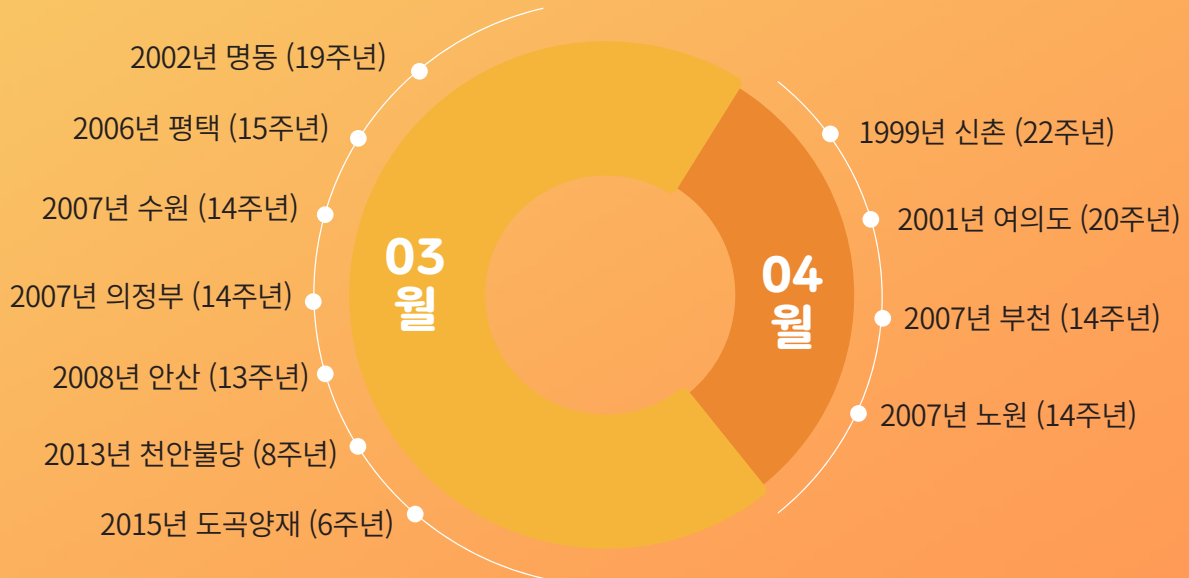 2002년 명동 (19주년)
2006년 평택 (15주년)
2007년 수원 (14주년)
2007년 의정부 (14주년)
2008년 안산 (13주년)
2013년 천안불당 (8주년)
2015년 도곡양재 (6주년)
03
월
04
월
1999년 신촌 (22주년)
2001년 여의도 (20주년)
2007년 부천 (14주년)
2007년 노원 (14주년)